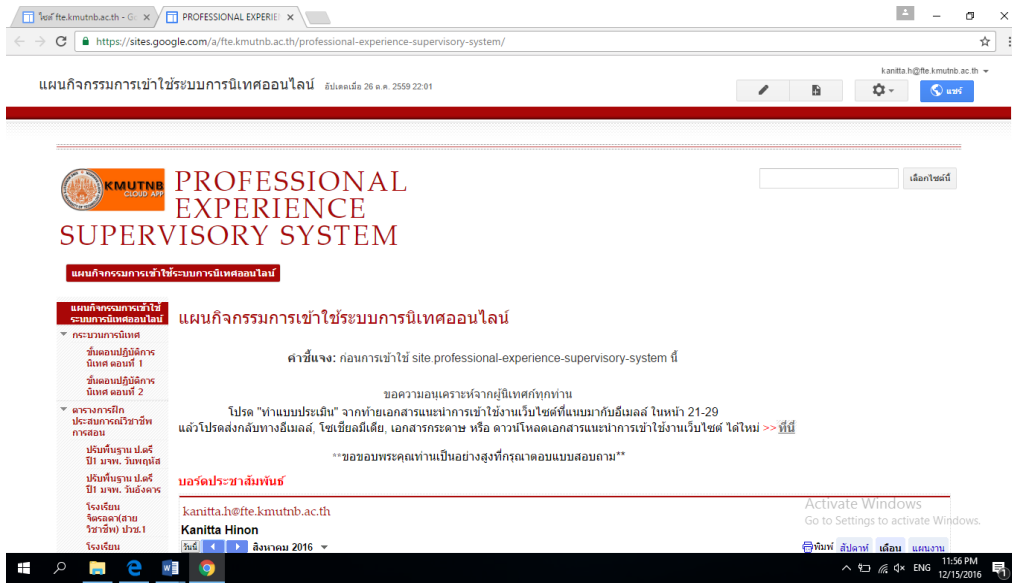 ไซต์ fte.kmutnb.ac.th - Go
PROFESSIONAL EXPERIEN
https://sites.google.com/a/fte.kmutnb.ac.th/professional-experience-supervisory-system/
kanitta.h@fte.kmutnb.ac.th
แผนกิจกรรมการเข้าใช้ระบบการนิเทศออนไลน์ อัปเดตเมื่อ 26 ต.ค. 2559 22:01
แชร์
KMUTNB
CLOUD APP
PROFESSIONAL
EXPERIENCE
SUPERVISORY SYSTEM
เลือกไซต์นี้
แผนกิจกรรมการเข้าใช้ระบบการนิเทศออนไลน์
แผนกิจกรรมการเข้าใช้
ระบบการนิเทศออนไลน์
กระบวนการนิเทศ
ขั้นตอนปฏิบัติการ
นิเทศ ตอนที่ 1
ขั้นตอนปฏิบัติการ
นิเทศ ตอนที่ 2
ตารางการฝึก
ประสบการณ์วิชาชีพ
การสอน
ปรับพื้นฐาน ป.ตรี
ปี1 มจพ. วันพฤหัส
ปรับพื้นฐาน ป.ตรี
ปี1 มจพ. วันอังคาร
โรงเรียน
จิตรลดา(สาย
วิชาชีพ) ปวช.1
โรงเรียน
แผนกิจกรรมการเข้าใช้ระบบการนิเทศออนไลน์
คำชี้แจง: ก่อนการเข้าใช้ site.professional-experience-supervisory-system นี้
ขอความอนุเคราะห์จากผู้นิเทศก์ทุกท่าน
โปรด "ทำแบบประเมิน" จากท้ายเอกสารแนะนำการเข้าใช้งานเว็บไซต์ที่แนบมากับอีเมลล์ ในหน้า 21-29
แล้วโปรดส่งกลับทางอีเมลล์, โซเชียลมีเดีย, เอกสารกระดาษ หรือ ดาวน์โหลดเอกสารแนะนำการเข้าใช้งานเว็บไซต์ ได้ใหม่ >> ที่นี่
**ขอขอบพระคุณท่านเป็นอย่างสูงที่กรุณาตอบแบบสอบถาม**
บอร์ดประชาสัมพันธ์
kanitta.h@fte.kmutnb.ac.th
Kanitta Hinon
วันนี้ สิงหาคม 2016
พิมพ์ สัปดาห์ เดือน แผนงาน
Activate Windows
Go to Settings to activate Windows.
ENG
11:56 PM
12/15/2016